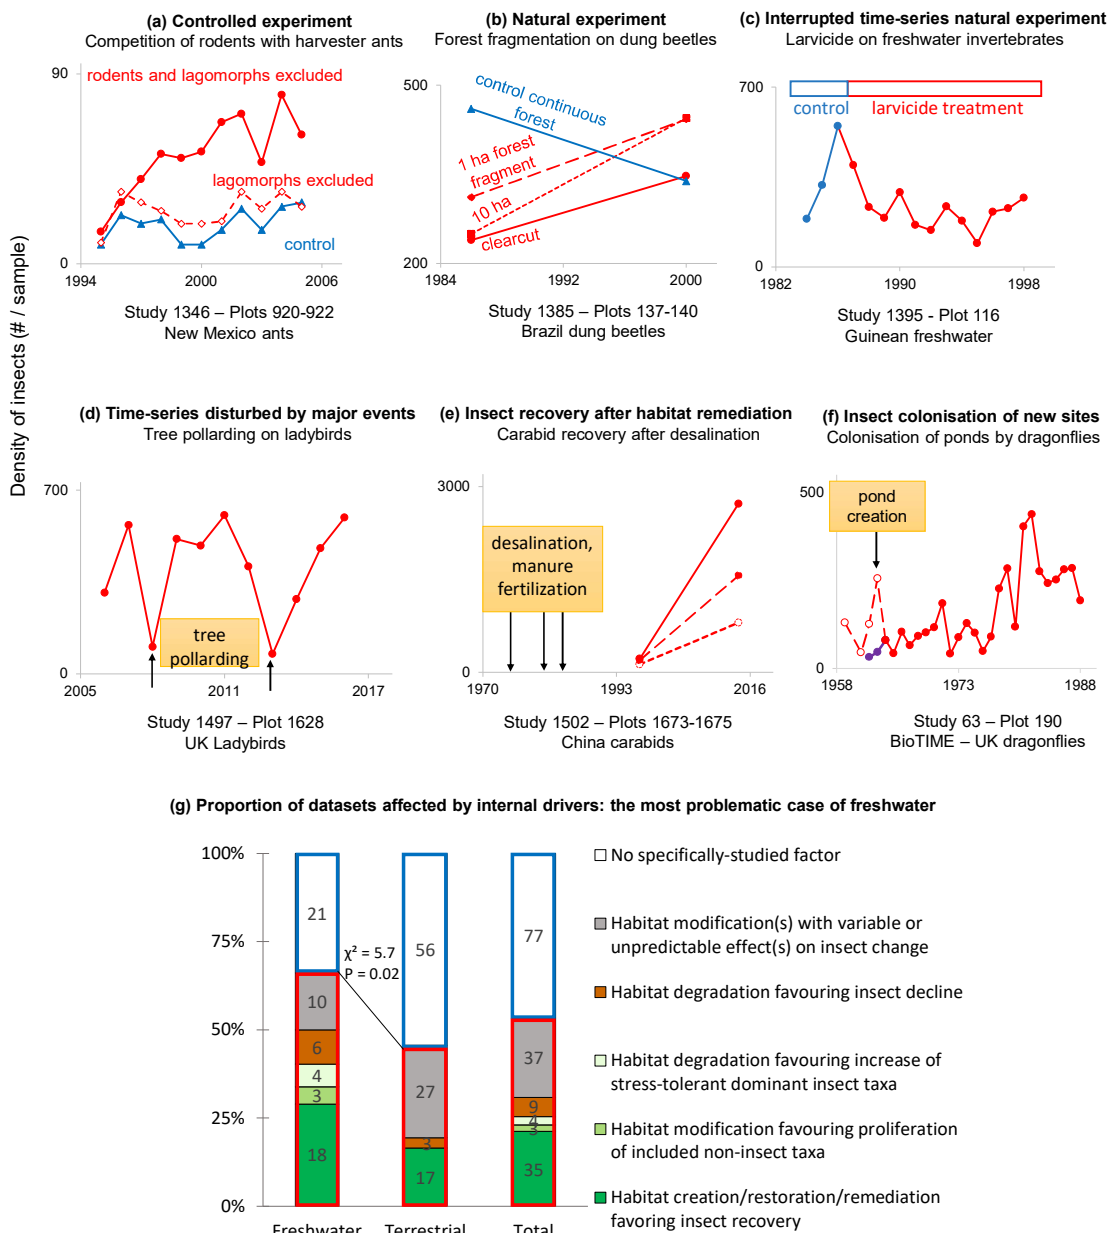 (a) Controlled experiment
Competition of rodents with harvester ants
90
rodents and lagomorphs excluded
lagomorphs excluded
control
0
1994
2000
2006
Study 1346 – Plots 920-922
New Mexico ants
(b) Natural experiment
Forest fragmentation on dung beetles
500
control continuous
forest
1 ha forest
fragment
10 ha
clearcut
200
1984
1992
2000
Study 1385 – Plots 137-140
Brazil dung beetles
(c) Interrupted time-series natural experiment
Larvicide on freshwater invertebrates
700
control
larvicide treatment
0
1982
1990
1998
Study 1395 - Plot 116
Guinean freshwater
Density of insects (# / sample)
(d) Time-series disturbed by major events
Tree pollarding on ladybirds
700
tree
pollarding
0
2005
2011
2017
Study 1497 – Plot 1628
UK Ladybirds
(e) Insect recovery after habitat remediation
Carabid recovery after desalination
3000
desalination,
manure
fertilization
0
1970
1993
2016
Study 1502 – Plots 1673-1675
China carabids
(f) Insect colonisation of new sites
Colonisation of ponds by dragonflies
500
pond
creation
0
1958
1973
1988
Study 63 – Plot 190
BioTIME – UK dragonflies
(g) Proportion of datasets affected by internal drivers: the most problematic case of freshwater
100%
75%
50%
25%
0%
21
10
6
4
3
18
χ² = 5.7
P = 0.02
56
27
3
17
77
37
9
4
3
35
Freshwater
Terrestrial
Total
No specifically-studied factor
Habitat modification(s) with variable or
unpredictable effect(s) on insect change
Habitat degradation favouring insect decline
Habitat degradation favouring increase of
stress-tolerant dominant insect taxa
Habitat modification favouring proliferation
of included non-insect taxa
Habitat creation/restoration/remediation
favoring insect recovery